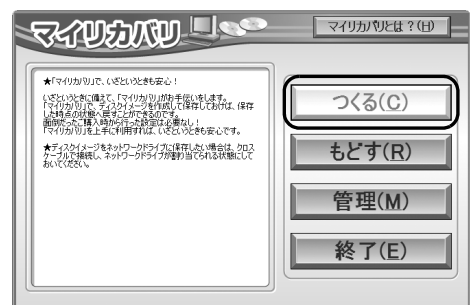 マイリカバリ
マイリカバリとは？(H)
★「マイリカバリ」で、いざというときも安心！
いざというときに備えて、「マイリカバリ」がお手伝いをします。
「マイリカバリ」で、ディスクイメージを作成して保存しておけば、保存
した時点の状態へ戻すことができるのです。
面倒だったご購入時から行った設定は必要なし！
「マイリカバリ」を上手に利用すれば、いざというときも安心です。
★ディスクイメージをネットワークドライブに保存したい場合は、クロス
ケーブルで接続し、ネットワークドライブが割り当てられる状態にして
おいてください。
つくる(C)
もどす(R)
管理(M)
終了(E)